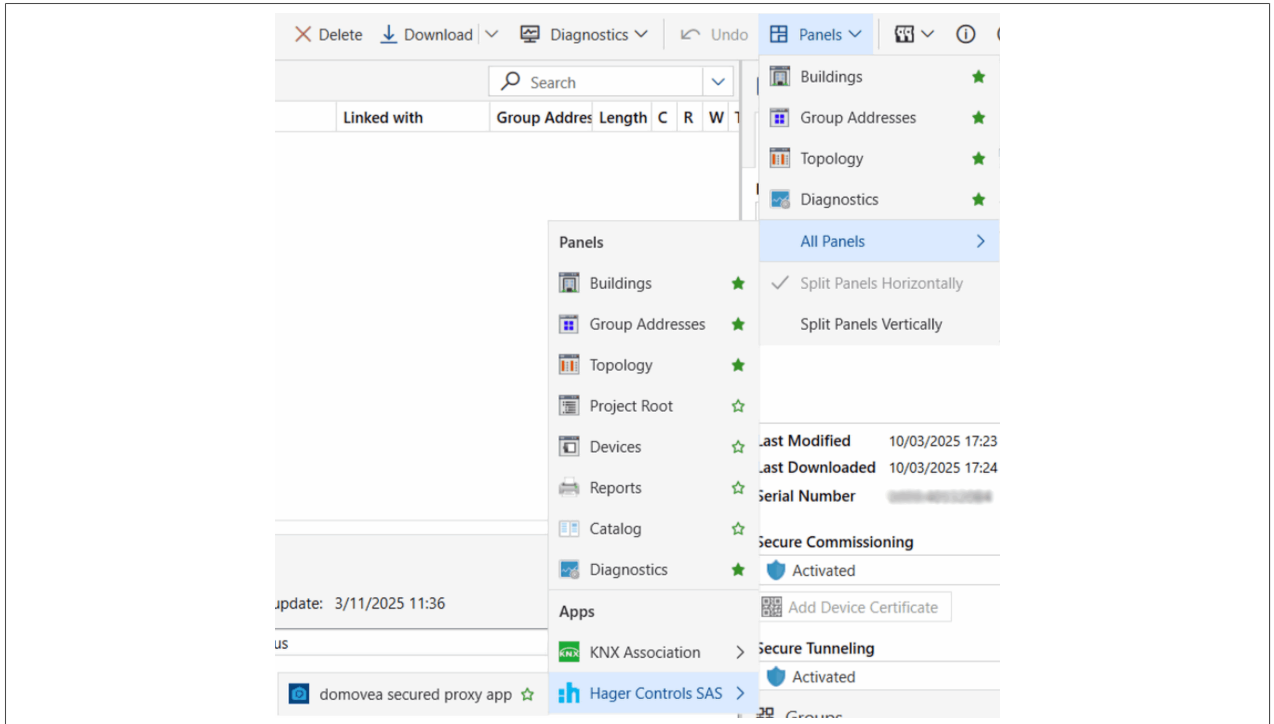 Delete Download Diagnostics Undo Panels
Search
Linked with Group Addres Length C R W
Buildings
Group Addresses
Topology
Diagnostics
All Panels
Split Panels Horizontally
Split Panels Vertically
Panels
Buildings
Group Addresses
Topology
Project Root
Devices
Reports
Catalog
Diagnostics
Apps
KNX Association
Hager Controls SAS
domovea secured proxy app
update: 3/11/2025 11:36
us
Last Modified 10/03/2025 17:23
Last Downloaded 10/03/2025 17:24
Serial Number
Secure Commissioning
Activated
Add Device Certificate
Secure Tunneling
Activated
Groups